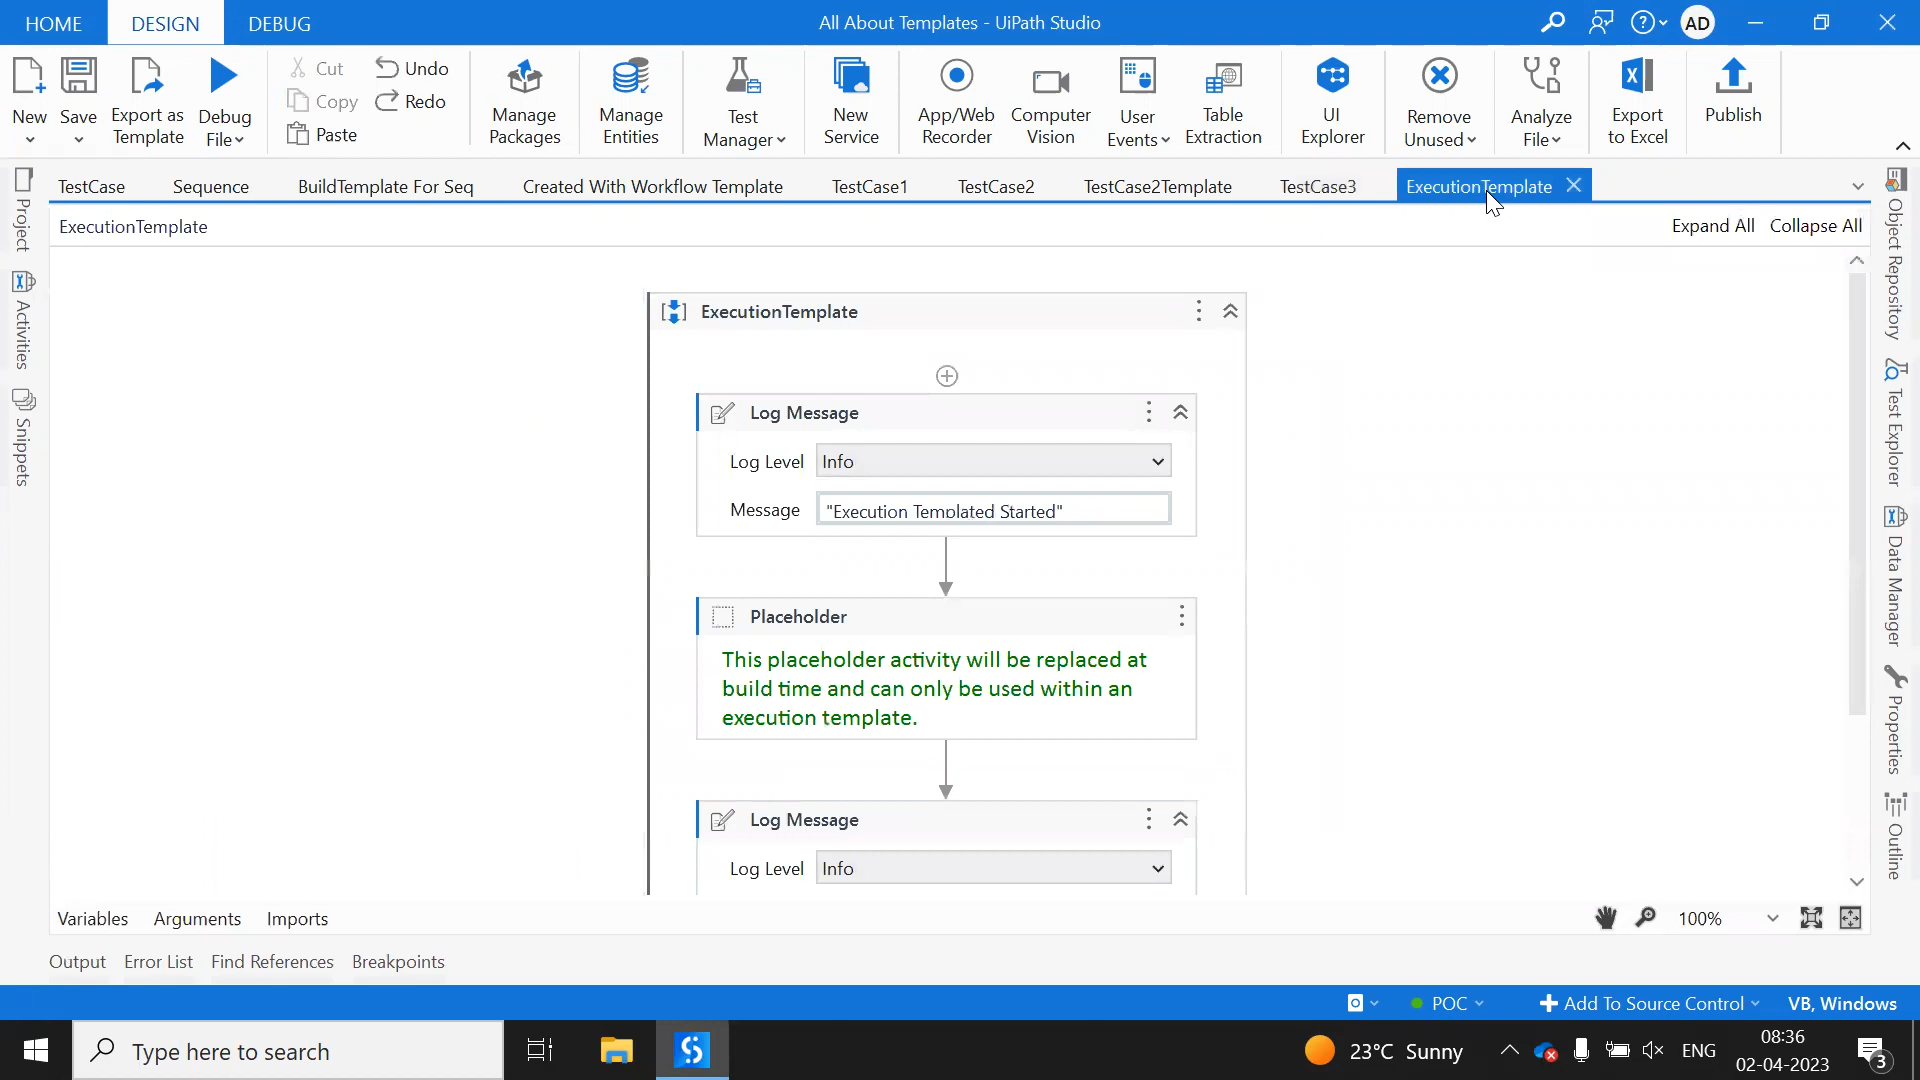 HOME
DESIGN
DEBUG
All About Templates - UiPath Studio
AD
New
Save
Export as
Template
Debug
File
Cut
Copy
Paste
Undo
Redo
Manage
Packages
Manage
Entities
Test
Manager
New
Service
App/Web
Recorder
Computer
Vision
User
Events
Table
Extraction
UI
Explorer
Remove
Unused
Analyze
File
Export
to Excel
Publish
TestCase
Sequence
BuildTemplate For Seq
Created With Workflow Template
TestCase1
TestCase2
TestCase2Template
TestCase3
ExecutionTemplate
ExecutionTemplate
Expand All
Collapse All
Project
Activities
Snippets
ExecutionTemplate
Log Message
Log Level
Info
Message
"Execution Templated Started"
Placeholder
This placeholder activity will be replaced at
build time and can only be used within an
execution template.
Log Message
Log Level
Info
Object Repository
Test Explorer
Data Manager
Properties
Outline
Variables
Arguments
Imports
100%
Output
Error List
Find References
Breakpoints
POC
Add To Source Control
VB, Windows
Type here to search
23°C Sunny
ENG
08:36
02-04-2023
3